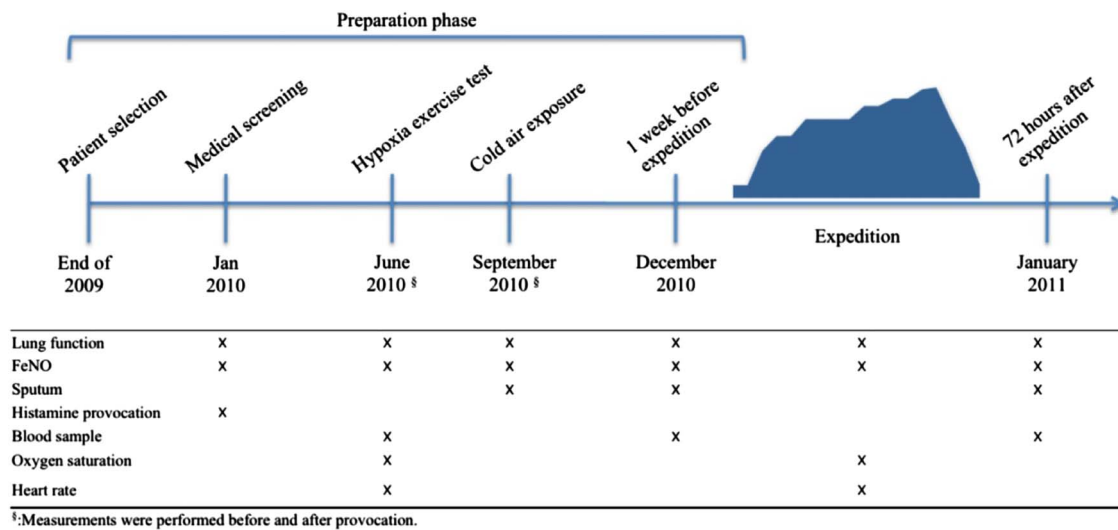 Preparation phase
Patient selection
Medical screening
Hypoxia exercise test
Cold air exposure
1 week before
expedition
72 hours after
expedition
Expedition
End of
2009
Jan
2010
June
2010 §
September
2010 §
December
2010
January
2011
Lung function x x x x x x
FeNO x x x x x x
Sputum x x x
Histamine provocation x
Blood sample x x x
Oxygen saturation x x
Heart rate x x
§:Measurements were performed before and after provocation.